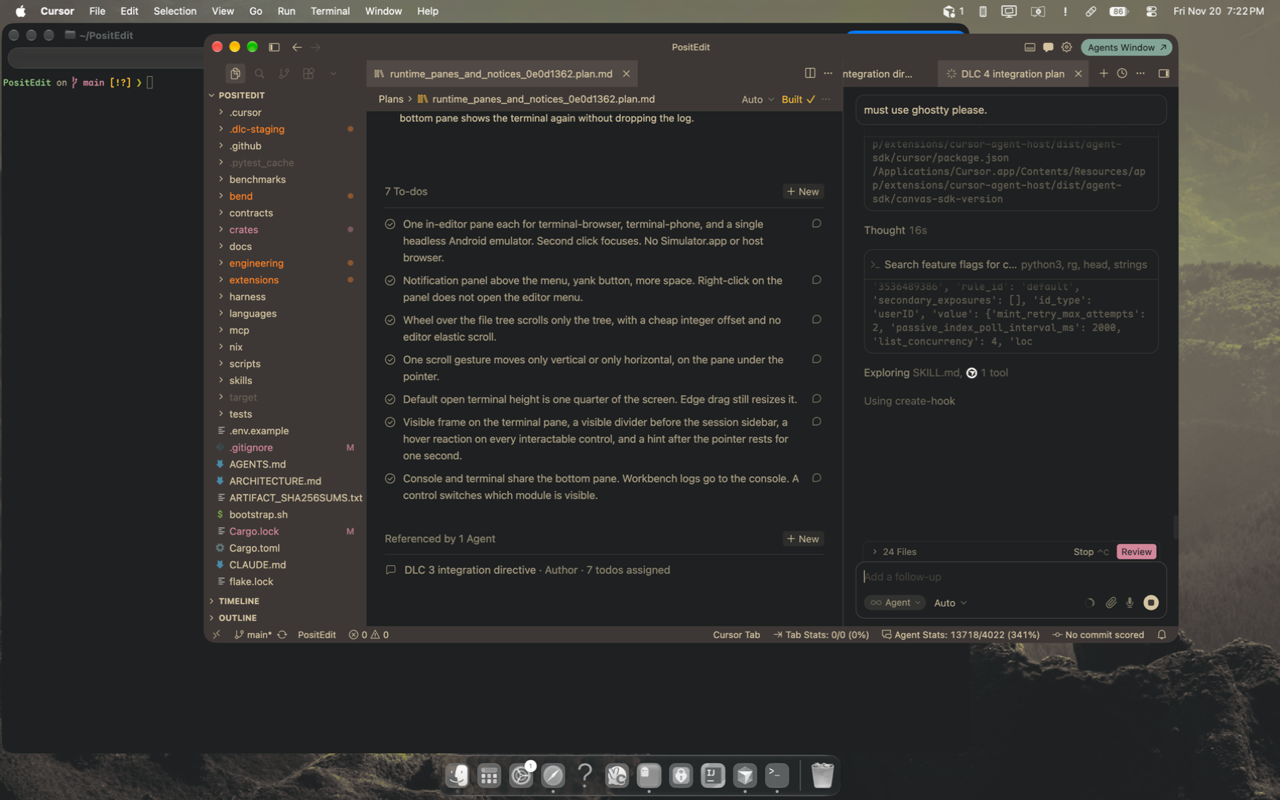 Cursor File Edit Selection View Go Run Terminal Window Help
1
86
Fri Nov 20 7:22 PM
~/PositEdit
PositEdit on main [!?] ❯
PositEdit
Agents Window ↗
runtime_panes_and_notices_0e0d1362.plan.md
Plans › runtime_panes_and_notices_0e0d1362.plan.md
Auto
Built ✓
POSITEDIT
.cursor
.dlc-staging
.github
.pytest_cache
benchmarks
bend
contracts
crates
docs
engineering
extensions
harness
languages
mcp
nix
scripts
skills
target
tests
.env.example
.gitignore M
AGENTS.md
ARCHITECTURE.md
ARTIFACT_SHA256SUMS.txt
bootstrap.sh
Cargo.lock M
Cargo.toml
CLAUDE.md
flake.lock
TIMELINE
OUTLINE
bottom pane shows the terminal again without dropping the log.
7 To-dos
+ New
One in-editor pane each for terminal-browser, terminal-phone, and a single
headless Android emulator. Second click focuses. No Simulator.app or host
browser.
Notification panel above the menu, yank button, more space. Right-click on the
panel does not open the editor menu.
Wheel over the file tree scrolls only the tree, with a cheap integer offset and no
editor elastic scroll.
One scroll gesture moves only vertical or only horizontal, on the pane under the
pointer.
Default open terminal height is one quarter of the screen. Edge drag still resizes it.
Visible frame on the terminal pane, a visible divider before the session sidebar, a
hover reaction on every interactable control, and a hint after the pointer rests for
one second.
Console and terminal share the bottom pane. Workbench logs go to the console. A
control switches which module is visible.
Referenced by 1 Agent
+ New
DLC 3 integration directive · Author · 7 todos assigned
ntegration dir...
DLC 4 integration plan
must use ghostty please.
p/extensions/cursor-agent-host/dist/agent-
sdk/cursor/package.json
/Applications/Cursor.app/Contents/Resources/ap
p/extensions/cursor-agent-host/dist/agent-
sdk/canvas-sdk-version
Thought 16s
Search feature flags for c... python3, rg, head, strings
'3536489386', 'rule_id': 'default',
'secondary_exposures': [], 'id_type':
'userID', 'value': {'mint_retry_max_attempts':
2, 'passive_index_poll_interval_ms': 2000,
'list_concurrency': 4, 'loc
Exploring SKILL.md, 1 tool
Using create-hook
24 Files
Stop ⌃C
Review
Add a follow-up
∞ Agent
Auto
main*
PositEdit
0
0
Cursor Tab
Tab Stats: 0/0 (0%)
Agent Stats: 13718/4022 (341%)
No commit scored
1